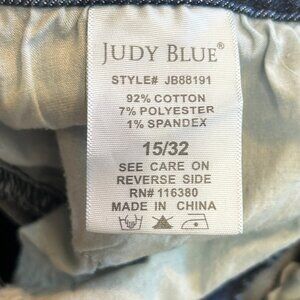 JUDY BLUE®
STYLE# JB88191
92% COTTON
7% POLYESTER
1% SPANDEX
15/32
SEE CARE ON
REVERSE SIDE
RN# 116380
MADE IN CHINA